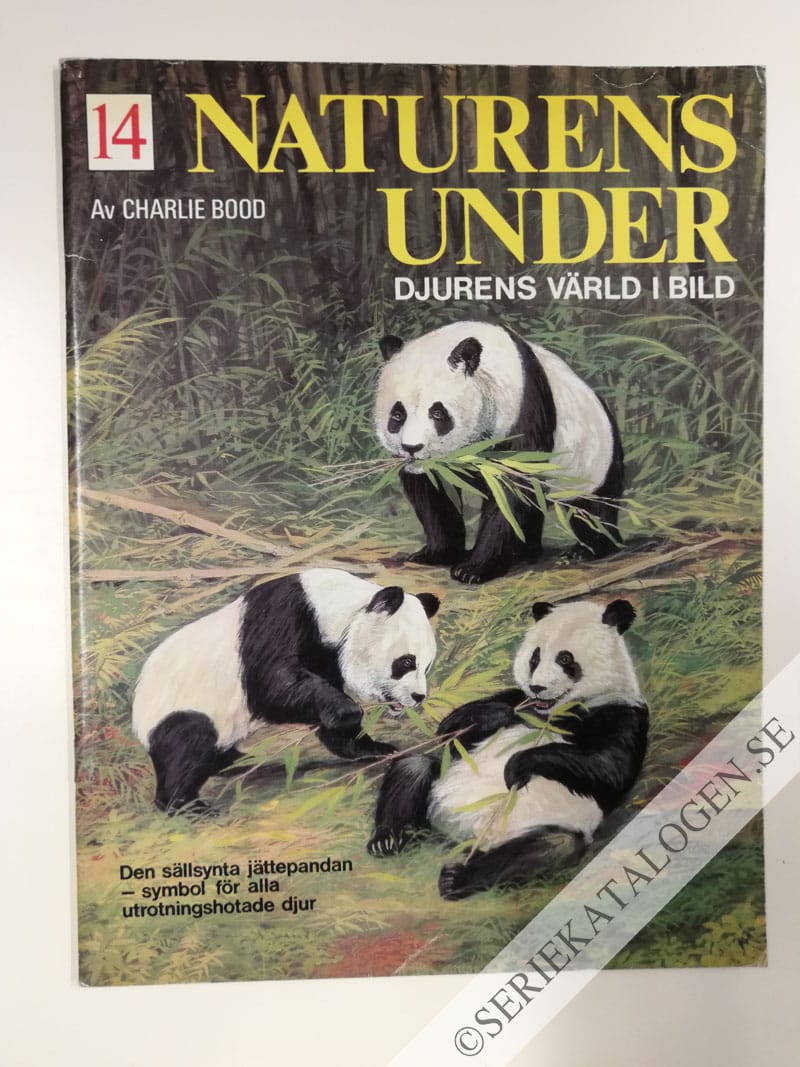 14
NATURENS
UNDER
Av CHARLIE BOOD
DJURENS VÄRLD I BILD
Den sällsynta jättepandan
– symbol för alla
utrotningshotade djur
©SERIEKATALOGEN.SE